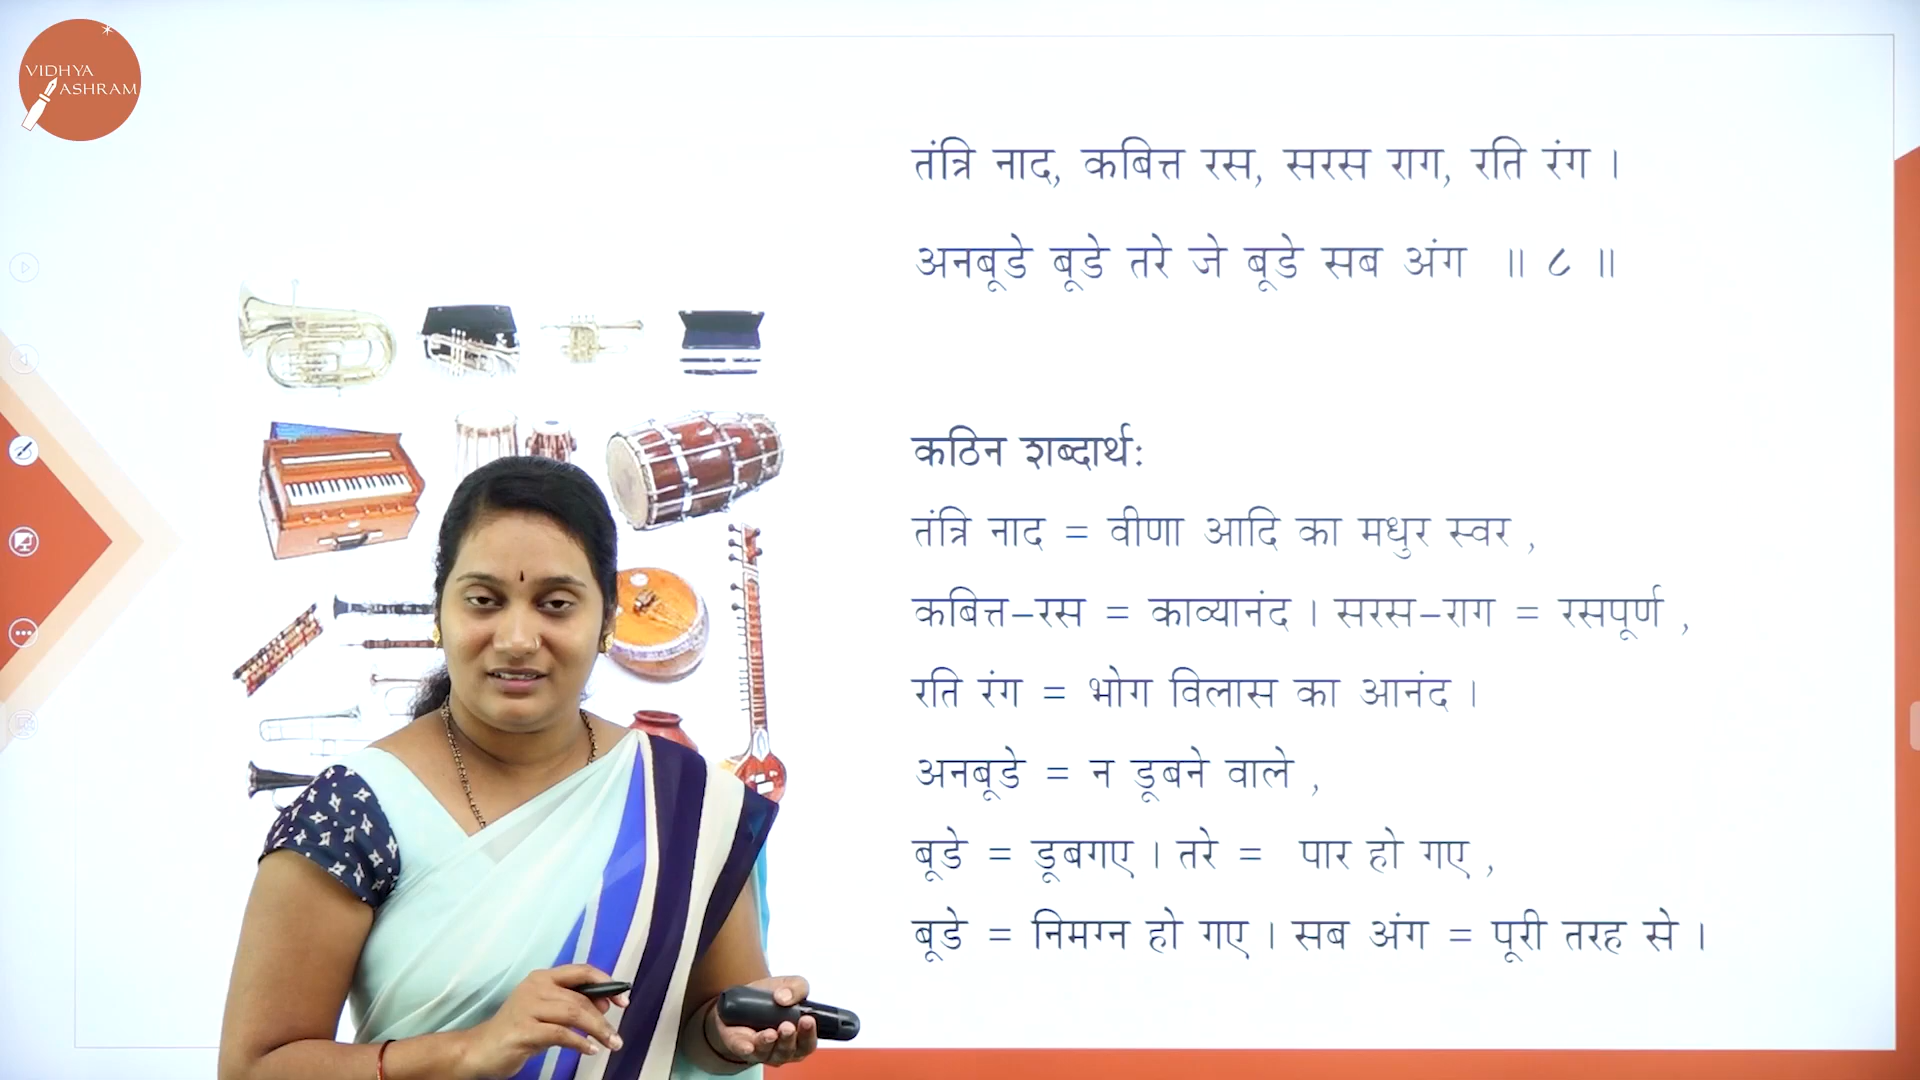 VIDHYA
ASHRAM
तंत्रि नाद, कबित्त रस, सरस राग, रति रंग ।
अनबूडे बूडे तरे जे बूडे सब अंग ॥ ८ ॥
कठिन शब्दार्थ:
तंत्रि नाद = वीणा आदि का मधुर स्वर ,
कबित्त-रस = काव्यानंद । सरस-राग = रसपूर्ण ,
रति रंग = भोग विलास का आनंद ।
अनबूडे = न डूबने वाले ,
बूडे = डूबगए । तरे = पार हो गए ,
बूडे = निमग्न हो गए । सब अंग = पूरी तरह से ।